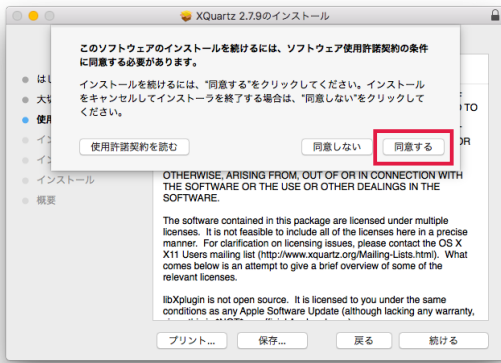 XQuartz 2.7.9のインストール
このソフトウェアのインストールを続けるには、ソフトウェア使用許諾契約の条件
に同意する必要があります。
インストールを続けるには、“同意する”をクリックしてください。インストール
をキャンセルしてインストーラを終了する場合は、“同意しない”をクリックして
ください。
使用許諾契約を読む
同意しない
同意する
は
大
使用
イン
イン
インストール
概要
TO
OR
OTHERWISE, ARISING FROM, OUT OF OR IN CONNECTION WITH
THE SOFTWARE OR THE USE OR OTHER DEALINGS IN THE
SOFTWARE.
The software contained in this package are licensed under multiple
licenses. It is not feasible to include all of the licenses here in a precise
manner. For clarification on licensing issues, please contact the OS X
X11 Users mailing list (http://www.xquartz.org/Mailing-Lists.html). What
comes below is an attempt to give a brief overview of some of the
relevant licenses.
libXplugin is not open source. It is licensed to you under the same
conditions as any Apple Software Update (although lacking any warranty,
プリント...
保存...
戻る
続ける